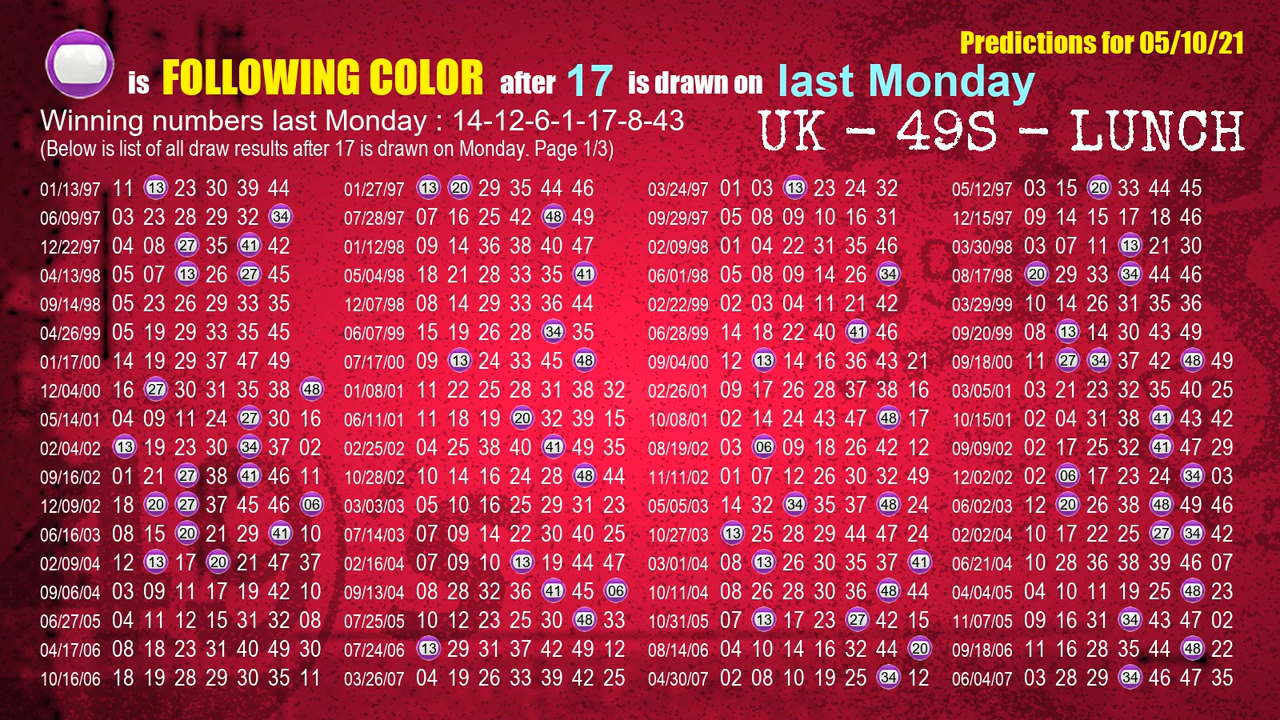 Predictions for 05/10/21
is FOLLOWING COLOR after 17 is drawn on last Monday
Winning numbers last Monday : 14-12-6-1-17-8-43
UK - 49S - LUNCH
(Below is list of all draw results after 17 is drawn on Monday. Page 1/3)
01/13/97 11 13 23 30 39 44 01/27/97 13 20 29 35 44 46 03/24/97 01 03 13 23 24 32 05/12/97 03 15 20 33 44 45
06/09/97 03 23 28 29 32 34 07/28/97 07 16 25 42 48 49 09/29/97 05 08 09 10 16 31 12/15/97 09 14 15 17 18 46
12/22/97 04 08 27 35 41 42 01/12/98 09 14 36 38 40 47 02/09/98 01 04 22 31 35 46 03/30/98 03 07 11 13 21 30
04/13/98 05 07 13 26 27 45 05/04/98 18 21 28 33 35 41 06/01/98 05 08 09 14 26 34 08/17/98 20 29 33 34 44 46
09/14/98 05 23 26 29 33 35 12/07/98 08 14 29 33 36 44 02/22/99 02 03 04 11 21 42 03/29/99 10 14 26 31 35 36
04/26/99 05 19 29 33 35 45 06/07/99 15 19 26 28 34 35 06/28/99 14 18 22 40 41 46 09/20/99 08 13 14 30 43 49
01/17/00 14 19 29 37 47 49 07/17/00 09 13 24 33 45 48 09/04/00 12 13 14 16 36 43 21 09/18/00 11 27 34 37 42 48 49
12/04/00 16 27 30 31 35 38 48 01/08/01 11 22 25 28 31 38 32 02/26/01 09 17 26 28 37 38 16 03/05/01 03 21 23 32 35 40 25
05/14/01 04 09 11 24 27 30 16 06/11/01 11 18 19 20 32 39 15 10/08/01 02 14 24 43 47 48 17 10/15/01 02 04 31 38 41 43 42
02/04/02 13 19 23 30 34 37 02 02/25/02 04 25 38 40 41 49 35 08/19/02 03 06 09 18 26 42 12 09/09/02 02 17 25 32 41 47 29
09/16/02 01 21 27 38 41 46 11 10/28/02 10 14 16 24 28 48 44 11/11/02 01 07 12 26 30 32 49 12/02/02 02 06 17 23 24 34 03
12/09/02 18 20 27 37 45 46 06 03/03/03 05 10 16 25 29 31 23 05/05/03 14 32 34 35 37 48 24 06/02/03 12 20 26 38 48 49 46
06/16/03 08 15 20 21 29 41 10 07/14/03 07 09 14 22 30 40 25 10/27/03 13 25 28 29 44 47 24 02/02/04 10 17 22 25 27 34 42
02/09/04 12 13 17 20 21 47 37 02/16/04 07 09 10 13 19 44 47 03/01/04 08 13 26 30 35 37 41 06/21/04 10 28 36 38 39 46 07
09/06/04 03 09 11 17 19 42 10 09/13/04 08 28 32 36 41 45 06 10/11/04 08 26 28 30 36 48 44 04/04/05 04 10 11 19 25 48 23
06/27/05 04 11 12 15 31 32 08 07/25/05 10 12 23 25 30 48 33 10/31/05 07 13 17 23 27 42 15 11/07/05 09 16 31 34 43 47 02
04/17/06 08 18 23 31 40 49 30 07/24/06 13 29 31 37 42 49 12 08/14/06 04 10 14 16 32 44 20 09/18/06 11 16 28 35 44 48 22
10/16/06 18 19 28 29 30 35 11 03/26/07 04 19 26 33 39 42 25 04/30/07 02 08 10 19 25 34 12 06/04/07 03 28 29 34 46 47 35